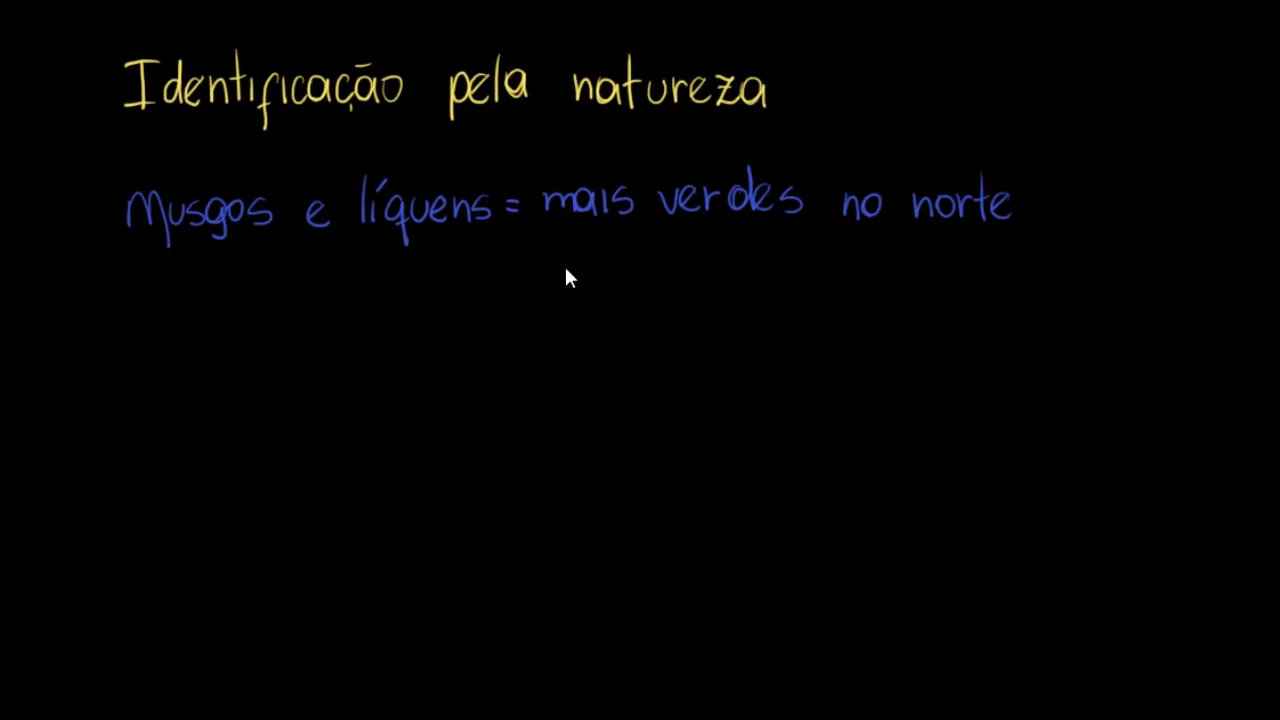 Identificação pela natureza
Musgos e líquens = mais verdes no norte